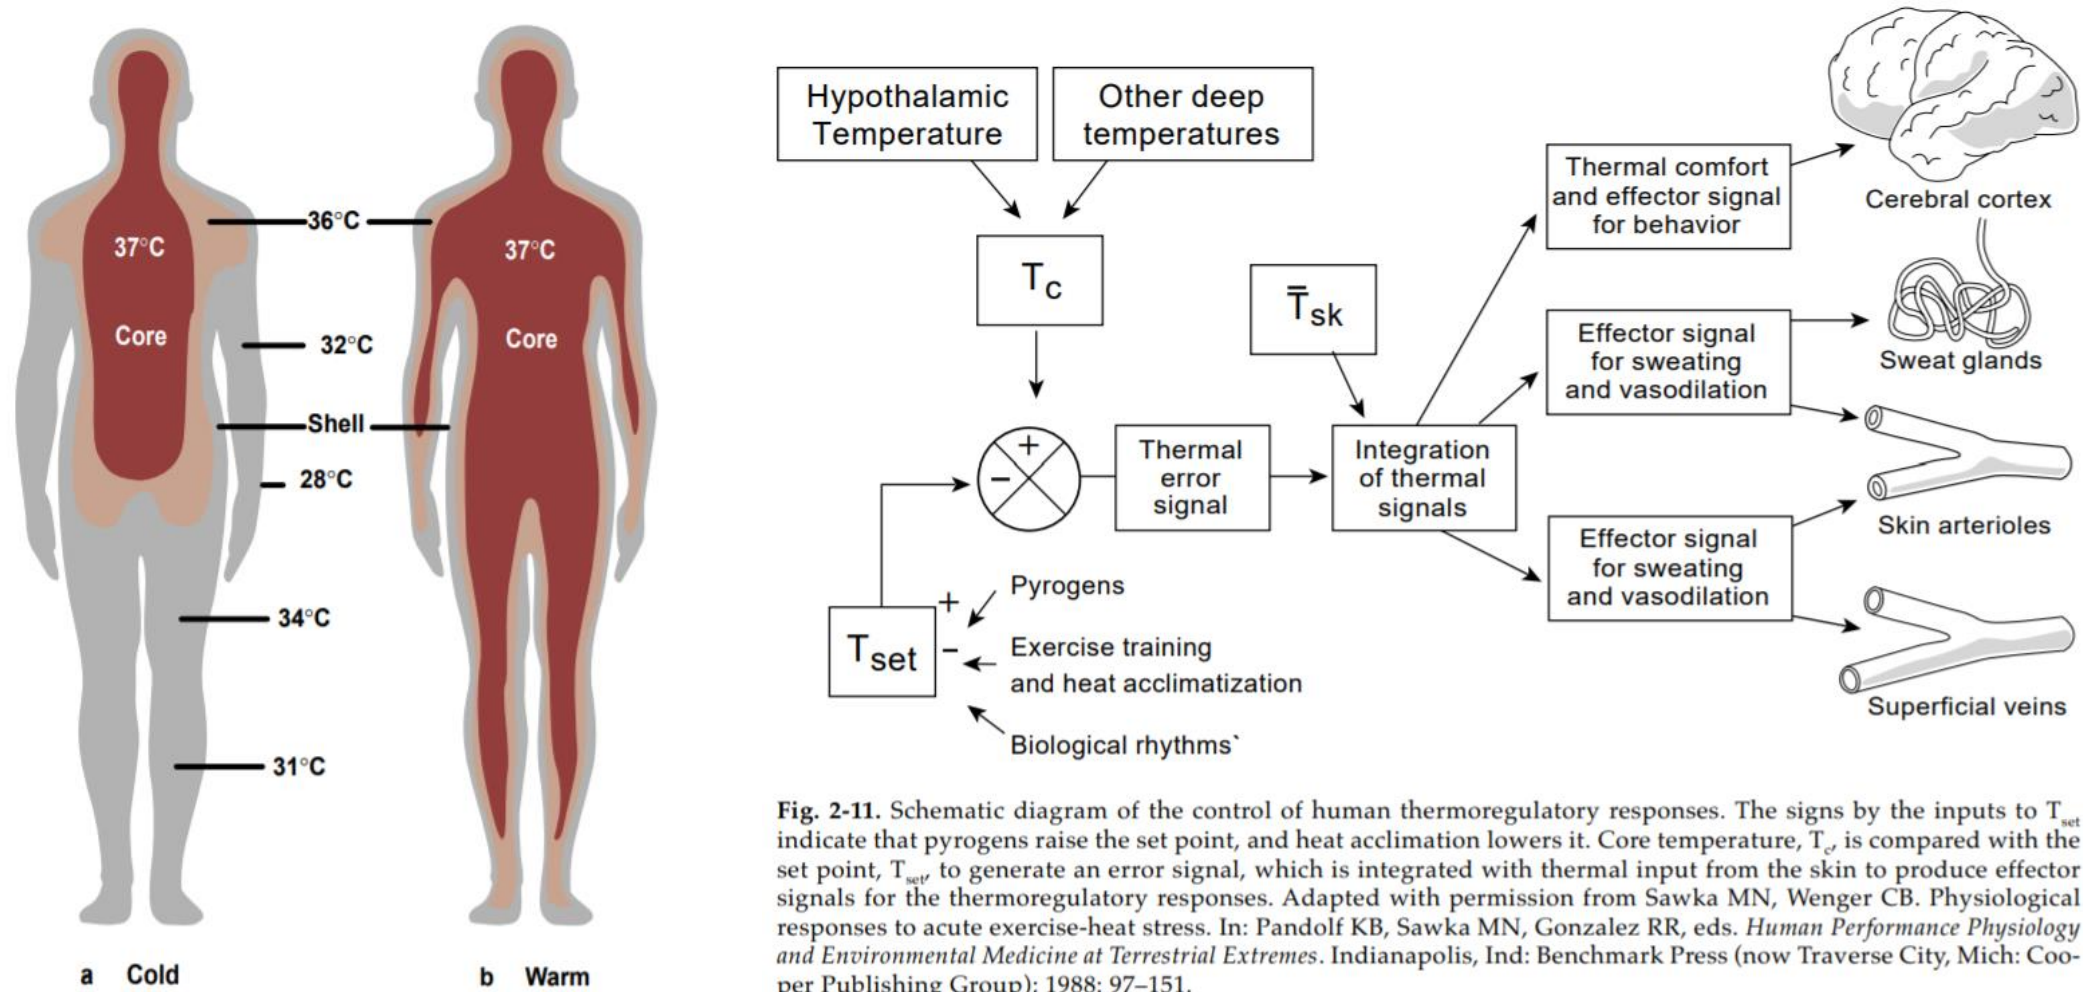 37°C
Core
36°C
32°C
Shell
28°C
34°C
31°C
37°C
Core
a Cold
b Warm
Hypothalamic
Temperature
Other deep
temperatures
Tc
T̿sk
+
−
Thermal
error
signal
Integration
of thermal
signals
Tset
+
−
Pyrogens
Exercise training
and heat acclimatization
Biological rhythms`
Thermal comfort
and effector signal
for behavior
Effector signal
for sweating
and vasodilation
Effector signal
for sweating
and vasodilation
Cerebral cortex
Sweat glands
Skin arterioles
Superficial veins
Fig. 2-11. Schematic diagram of the control of human thermoregulatory responses. The signs by the inputs to Tset
indicate that pyrogens raise the set point, and heat acclimation lowers it. Core temperature, Tc, is compared with the
set point, Tset, to generate an error signal, which is integrated with thermal input from the skin to produce effector
signals for the thermoregulatory responses. Adapted with permission from Sawka MN, Wenger CB. Physiological
responses to acute exercise-heat stress. In: Pandolf KB, Sawka MN, Gonzalez RR, eds. Human Performance Physiology
and Environmental Medicine at Terrestrial Extremes. Indianapolis, Ind: Benchmark Press (now Traverse City, Mich: Coo-
per Publishing Group); 1988: 97–151.